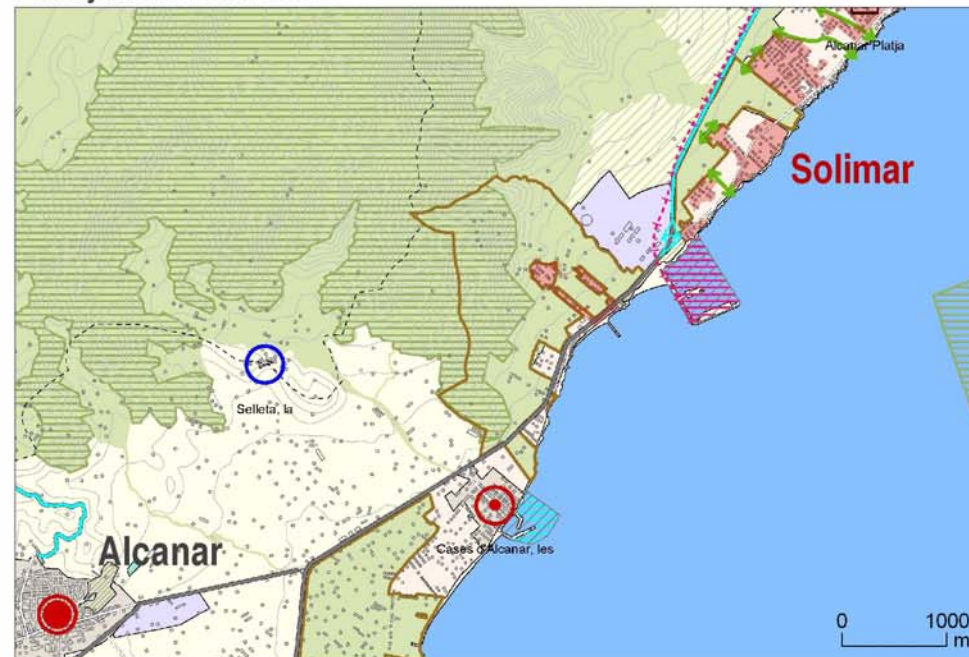 Alcanar Platja
Solimar
Selleta, la
Cases d'Alcanar, les
Alcanar
0 1000
m